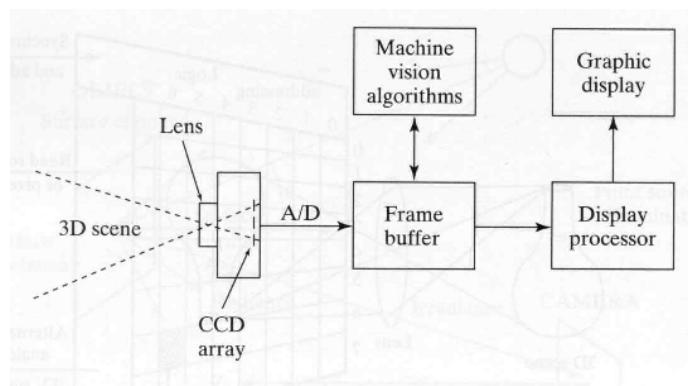 Machine
vision
algorithms
Graphic
display
Lens
3D scene
A/D
Frame
buffer
Display
processor
CCD
array